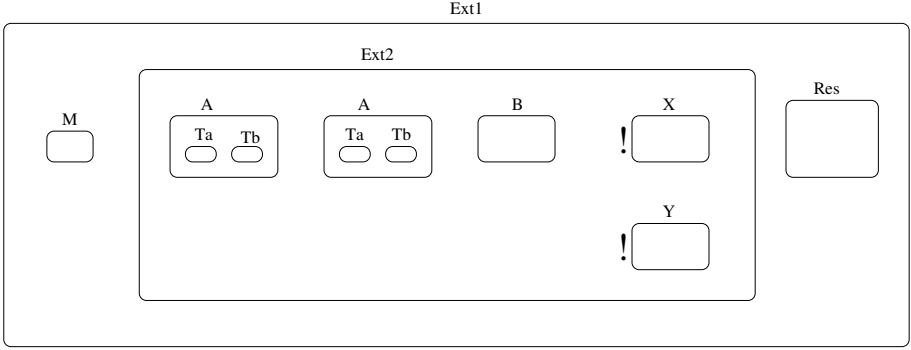 Ext1
Ext2
Res
A A B X
M
Ta Tb Ta Tb
!
Y
!